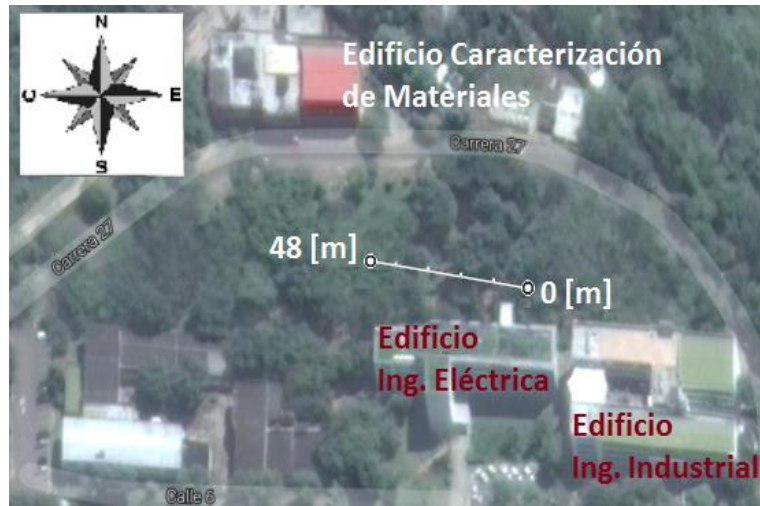 N
O E
S
Edificio Caracterización
de Materiales
Carrera 27
Carrera 27
48 [m]
0 [m]
Edificio
Ing. Eléctrica
Edificio
Ing. Industrial
Calle 6